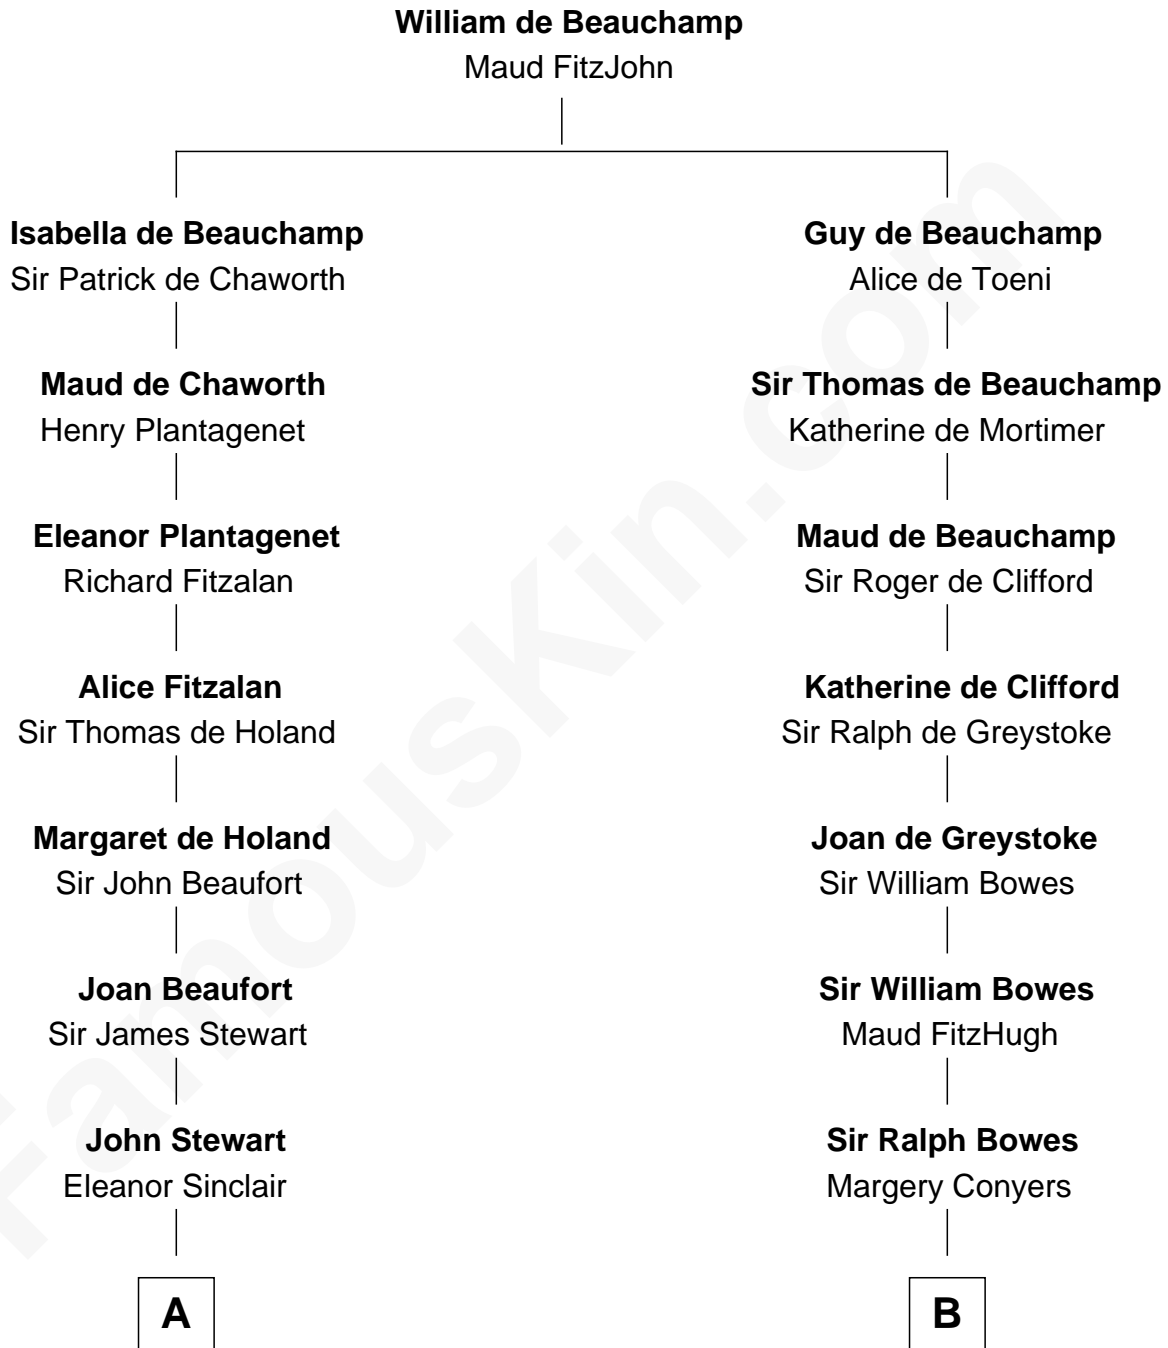 William de Beauchamp
Maud FitzJohn
Isabella de Beauchamp
Sir Patrick de Chaworth
Guy de Beauchamp
Alice de Toeni
Maud de Chaworth
Henry Plantagenet
Sir Thomas de Beauchamp
Katherine de Mortimer
Eleanor Plantagenet
Richard Fitzalan
Maud de Beauchamp
Sir Roger de Clifford
Alice Fitzalan
Sir Thomas de Holand
Katherine de Clifford
Sir Ralph de Greystoke
Margaret de Holand
Sir John Beaufort
Joan de Greystoke
Sir William Bowes
Joan Beaufort
Sir James Stewart
Sir William Bowes
Maud FitzHugh
John Stewart
Eleanor Sinclair
Sir Ralph Bowes
Margery Conyers
A
B
FamousKin.com